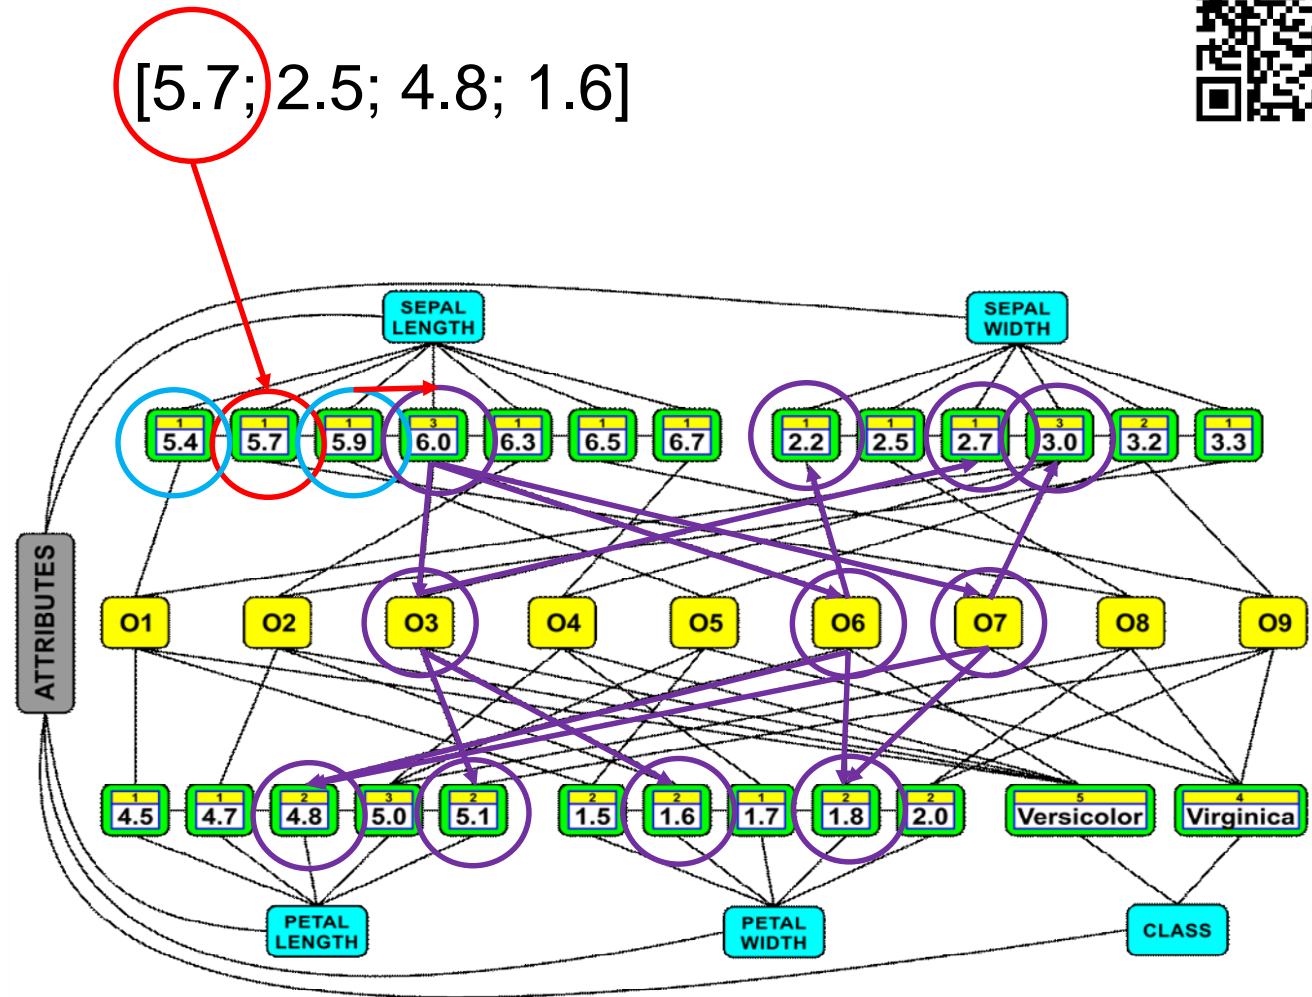 [5.7; 2.5; 4.8; 1.6]
SEPAL
LENGTH
SEPAL
WIDTH
1 1 1 3 1 1 1 1 1 1 3 2 1
5.4 5.7 5.9 6.0 6.3 6.5 6.7 2.2 2.5 2.7 3.0 3.2 3.3
ATTRIBUTES
O1 O2 O3 O4 O5 O6 O7 O8 O9
1 1 2 3 2 2 2 1 2 2 5 4
4.5 4.7 4.8 5.0 5.1 1.5 1.6 1.7 1.8 2.0 Versicolor Virginica
PETAL
LENGTH
PETAL
WIDTH
CLASS